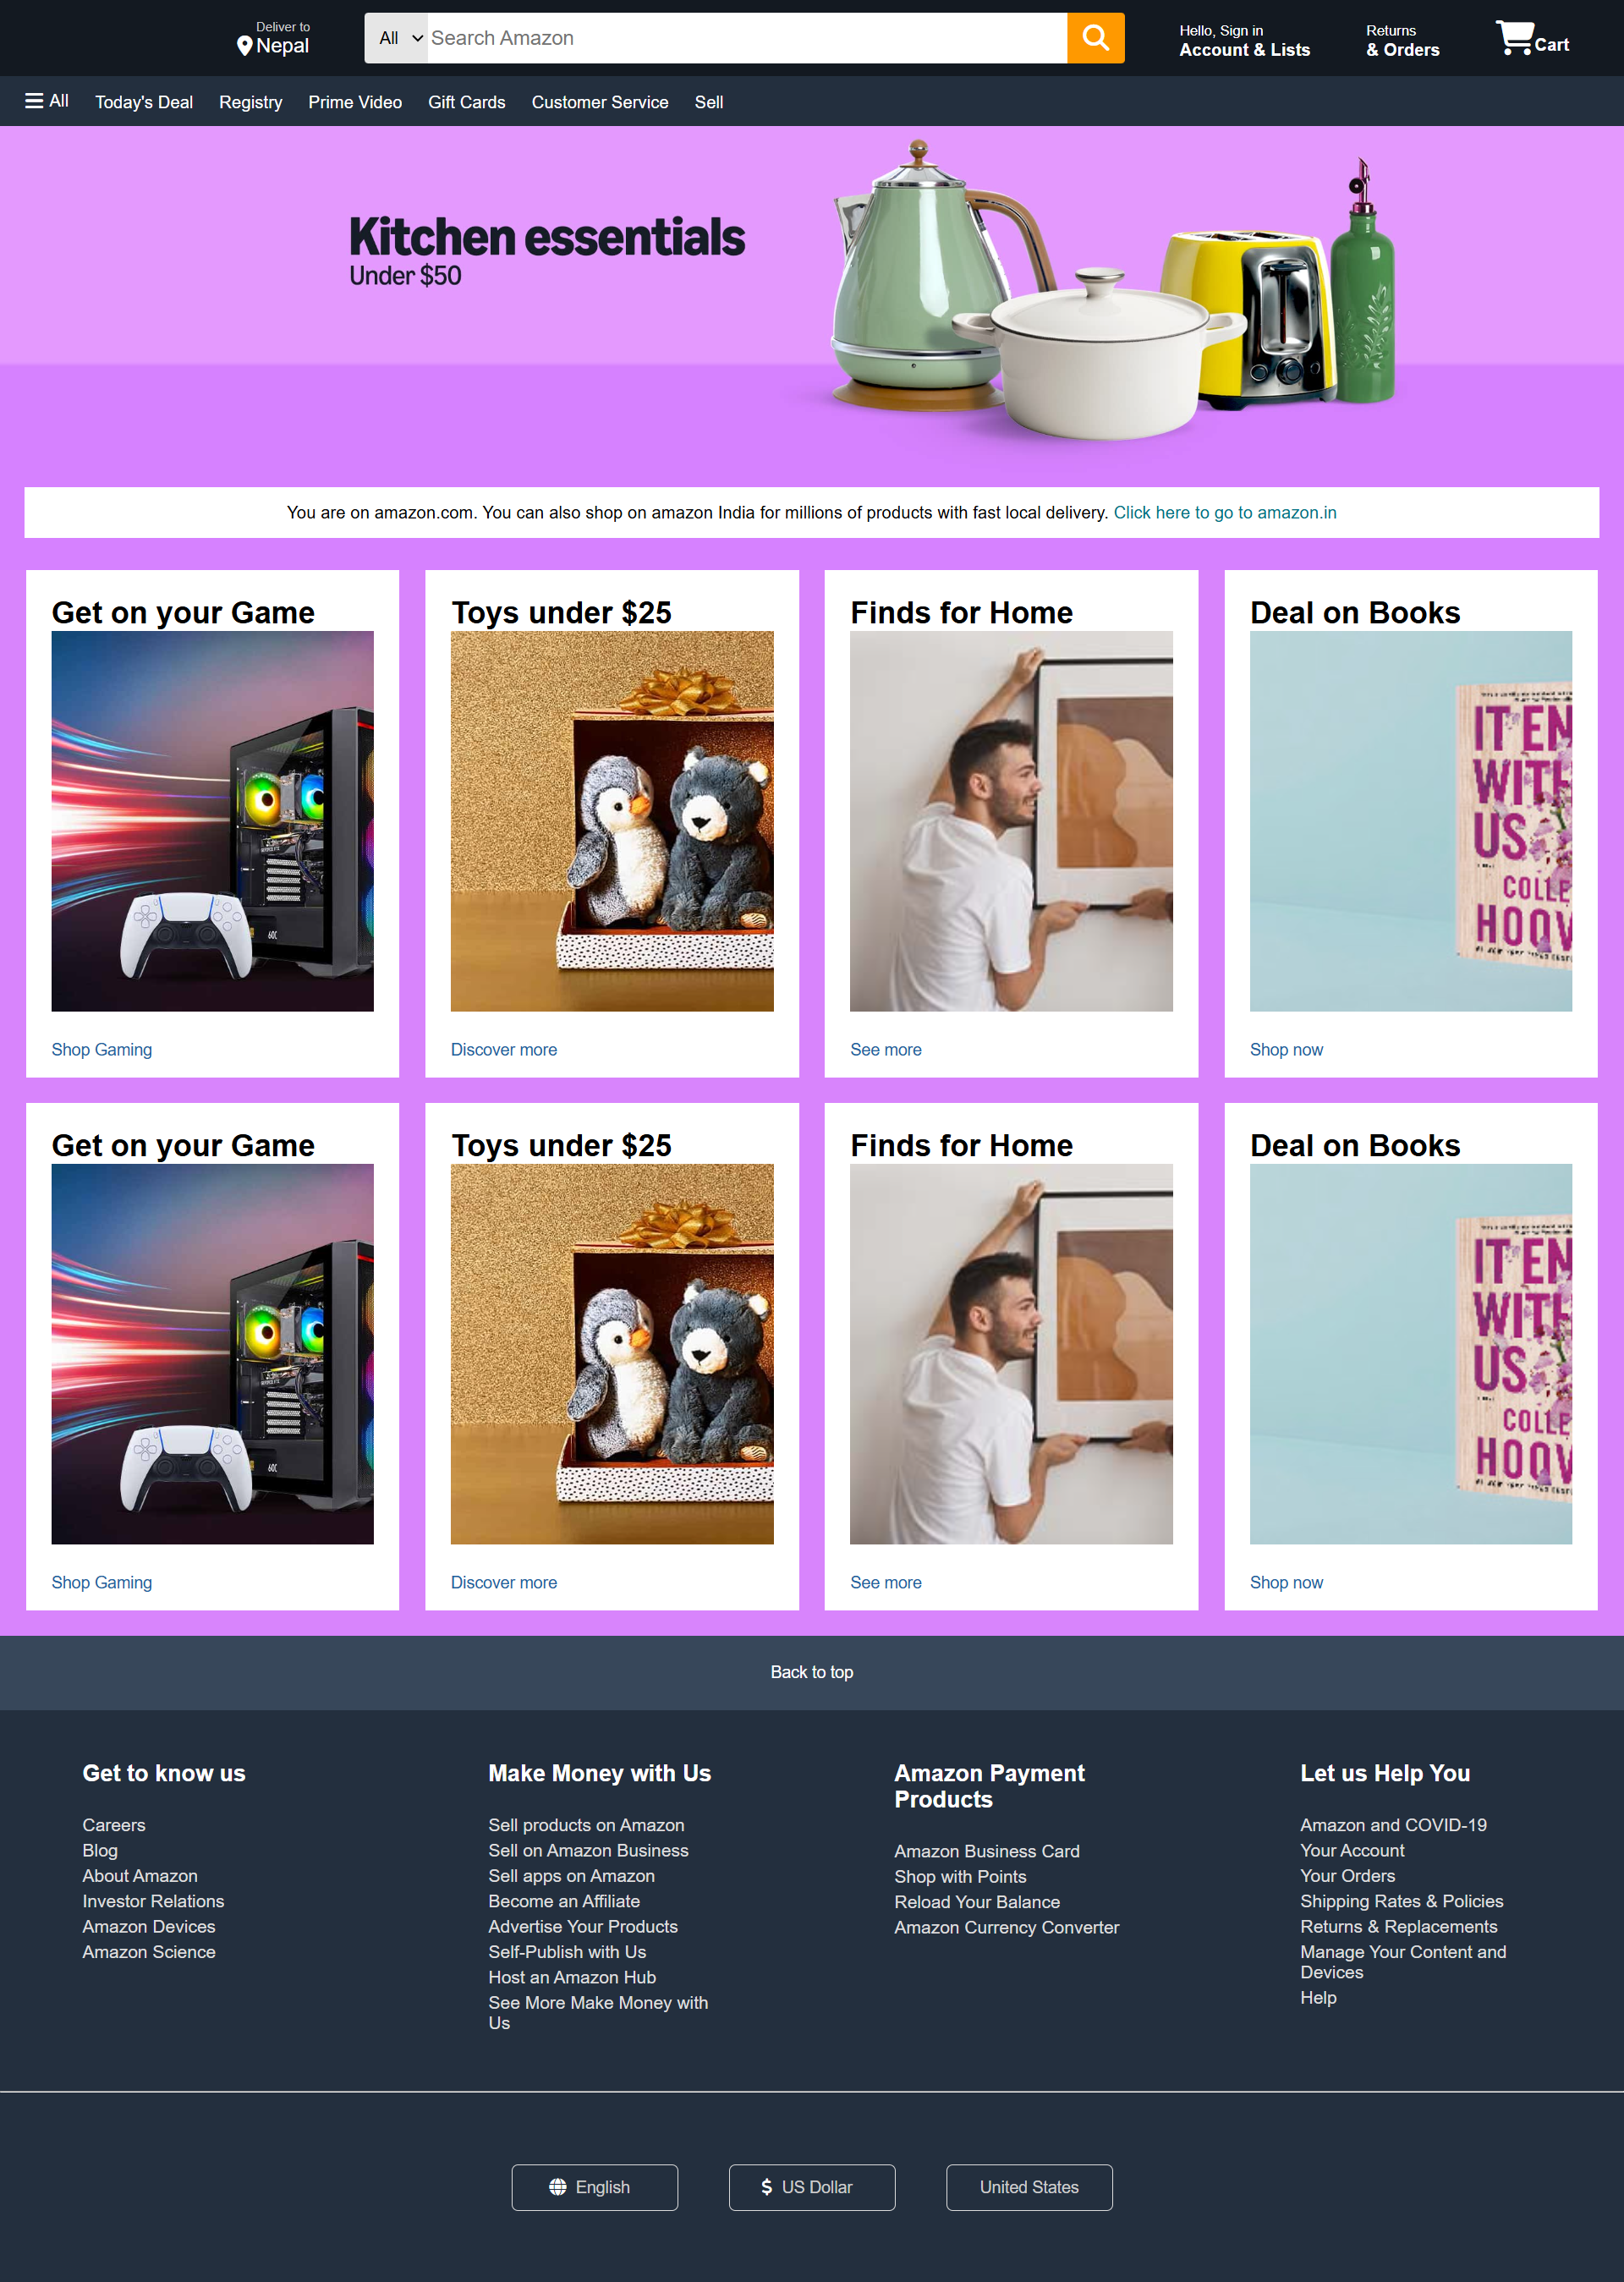 Deliver to
Nepal
All
Search Amazon
Hello, Sign in
Account & Lists
Returns
& Orders
Cart
All
Today's Deal
Registry
Prime Video
Gift Cards
Customer Service
Sell
Kitchen essentials
Under $50
You are on amazon.com. You can also shop on amazon India for millions of products with fast local delivery. Click here to go to amazon.in
Get on your Game
Toys under $25
Finds for Home
Deal on Books
IT EN
WITH
US
COLLE
HOOV
Shop Gaming
Discover more
See more
Shop now
Get on your Game
Toys under $25
Finds for Home
Deal on Books
IT EN
WITH
US
COLLE
HOOV
Shop Gaming
Discover more
See more
Shop now
Back to top
Get to know us
Careers
Blog
About Amazon
Investor Relations
Amazon Devices
Amazon Science
Make Money with Us
Sell products on Amazon
Sell on Amazon Business
Sell apps on Amazon
Become an Affiliate
Advertise Your Products
Self-Publish with Us
Host an Amazon Hub
See More Make Money with
Us
Amazon Payment
Products
Amazon Business Card
Shop with Points
Reload Your Balance
Amazon Currency Converter
Let us Help You
Amazon and COVID-19
Your Account
Your Orders
Shipping Rates & Policies
Returns & Replacements
Manage Your Content and
Devices
Help
English
$ US Dollar
United States